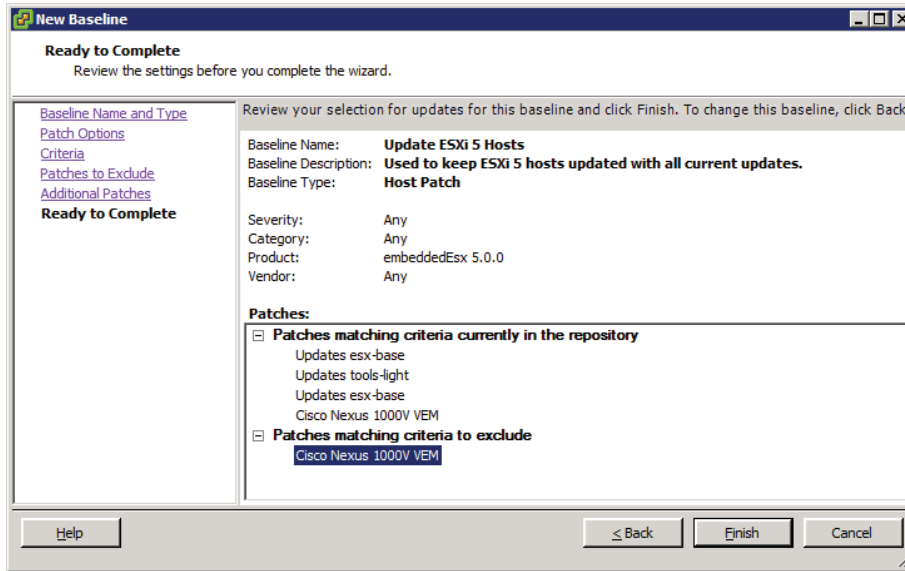 New Baseline
Ready to Complete
Review the settings before you complete the wizard.
Baseline Name and Type
Patch Options
Criteria
Patches to Exclude
Additional Patches
Ready to Complete
Review your selection for updates for this baseline and click Finish. To change this baseline, click Back
Baseline Name: Update ESXi 5 Hosts
Baseline Description: Used to keep ESXi 5 hosts updated with all current updates.
Baseline Type: Host Patch
Severity: Any
Category: Any
Product: embeddedEsx 5.0.0
Vendor: Any
Patches:
Patches matching criteria currently in the repository
Updates esx-base
Updates tools-light
Updates esx-base
Cisco Nexus 1000V VEM
Patches matching criteria to exclude
Cisco Nexus 1000V VEM
Help
< Back
Finish
Cancel